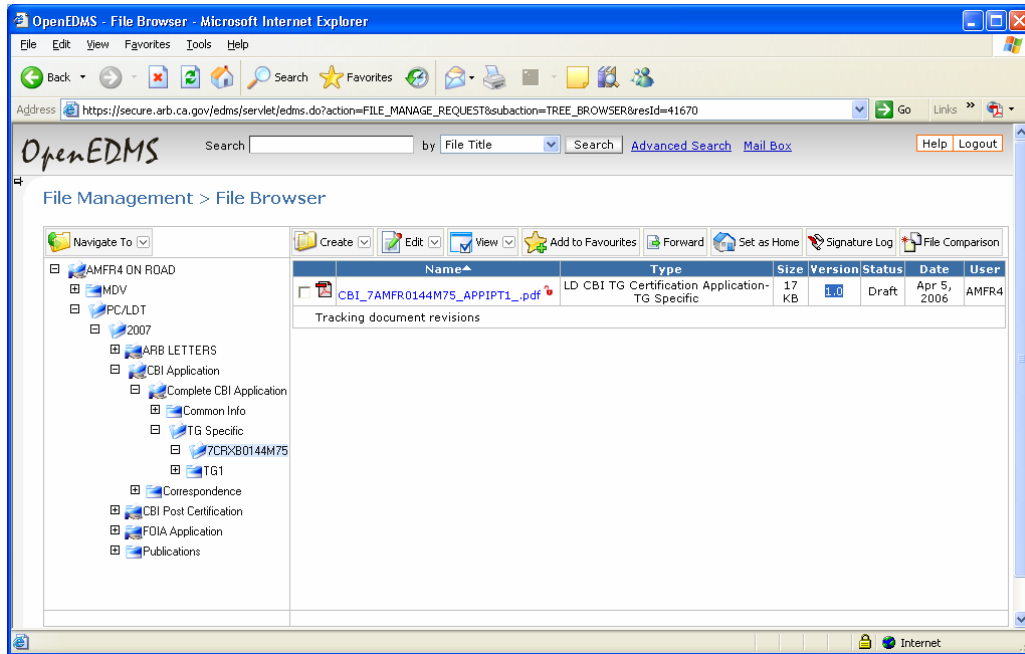 OpenEDMS - File Browser - Microsoft Internet Explorer
File Edit View Favorites Tools Help
Back Search Favorites
Address https://secure.arb.ca.gov/edms/servlet/edms.do?action=FILE_MANAGE_REQUEST&subaction=TREE_BROWSER&resId=41670 Go Links »
OpenEDMS Search by File Title Search Advanced Search Mail Box Help Logout
File Management > File Browser
Navigate To Create Edit View Add to Favourites Forward Set as Home Signature Log File Comparison
AMFR4 ON ROAD
MDV
PC/LDT
2007
ARB LETTERS
CBI Application
Complete CBI Application
Common Info
TG Specific
7CRXB0144M75
TG1
Correspondence
CBI Post Certification
FOIA Application
Publications
Name Type Size Version Status Date User
CBI_7AMFR0144M75_APPIPT1_.pdf LD CBI TG Certification Application-TG Specific 17 KB 1.0 Draft Apr 5, 2006 AMFR4
Tracking document revisions
Internet